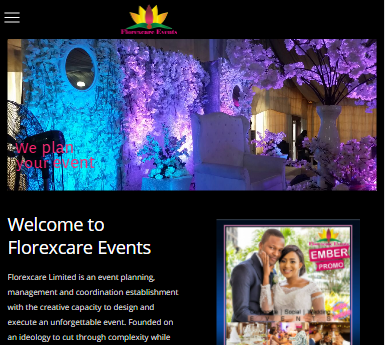 Florexcare Events
We plan
your event
Welcome to
Florexcare Events
Florexcare Limited is an event planning,
management and coordination establishment
with the creative capacity to design and
execute an unforgettable event. Founded on
an ideology to cut through complexity while
EMBER
PROMO
Social | Wedding